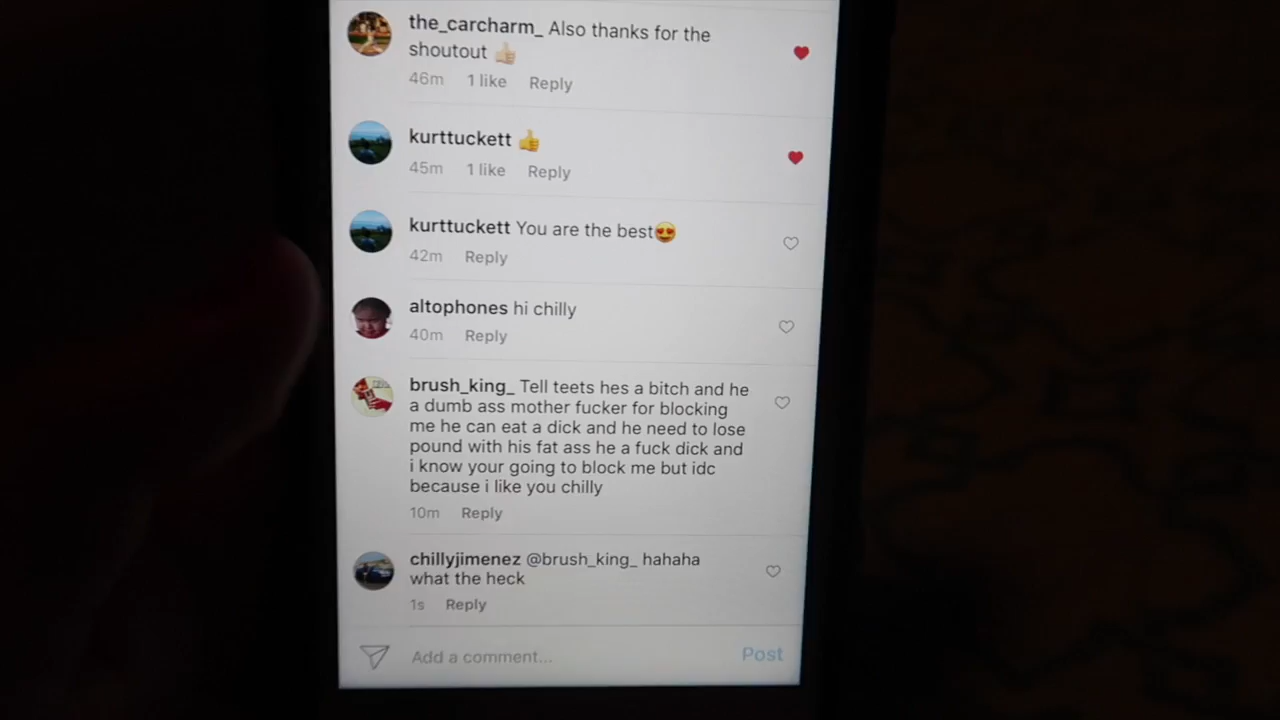 the_carcharm_ Also thanks for the
shoutout 👍🏻
46m 1 like Reply
kurttuckett 👍
45m 1 like Reply
kurttuckett You are the best😍
42m Reply
altophones hi chilly
40m Reply
brush_king_ Tell teets hes a bitch and he
a dumb ass mother fucker for blocking
me he can eat a dick and he need to lose
pound with his fat ass he a fuck dick and
i know your going to block me but idc
because i like you chilly
10m Reply
chillyjimenez @brush_king_ hahaha
what the heck
1s Reply
Add a comment... Post